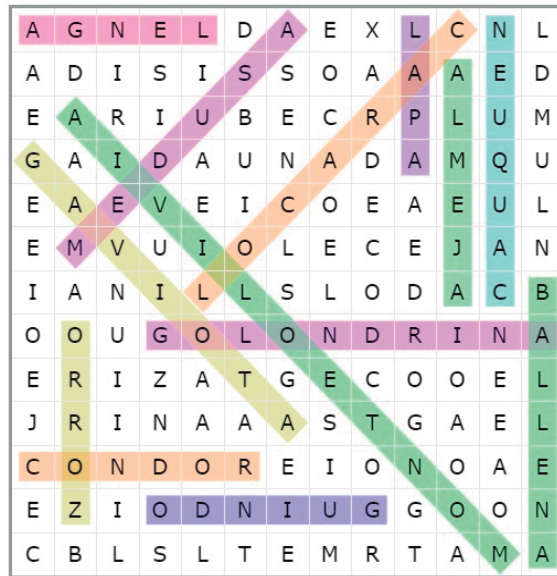 A G N E L D A E X L C N L
A D I S I S S O A A A E D
E A R I U B E C R P L U M
G A I D A U N A D A M Q U
E A E V E I C O E A E U L
E M V U I O L E C E J A N
I A N I L L S L O D A C B
O O U G O L O N D R I N A
E R I Z A T G E C O O E L
J R I N A A A S T G A E L
C O N D O R E I O N O A E
E Z I O D N I U G G O O N
C B L S L T E M R T A M A